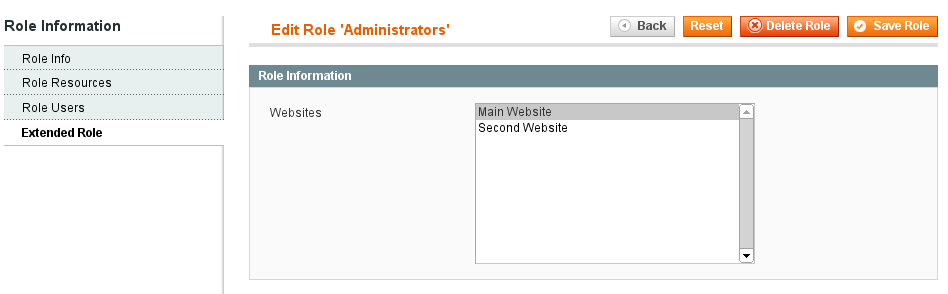 Role Information
Role Info
Role Resources
Role Users
Extended Role
Edit Role 'Administrators'
Back Reset Delete Role Save Role
Role Information
Websites
Main Website
Second Website